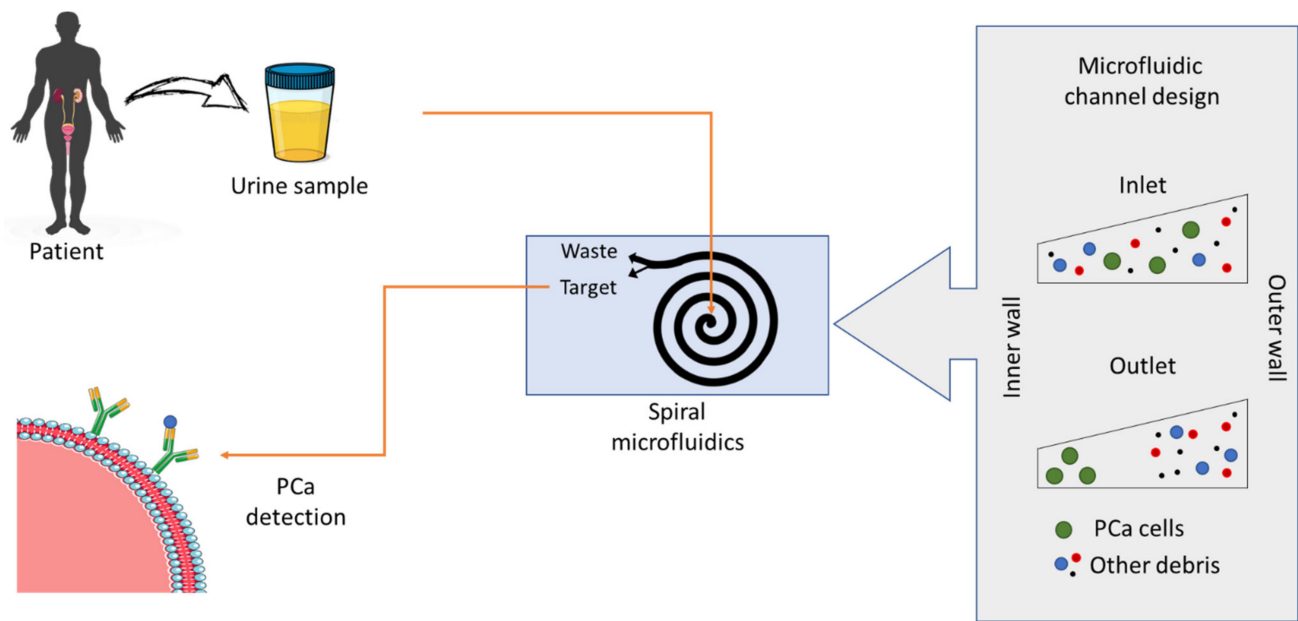 Patient
Urine sample
Waste
Target
Spiral
microfluidics
PCa
detection
Microfluidic
channel design
Inlet
Inner wall
Outer wall
Outlet
PCa cells
Other debris